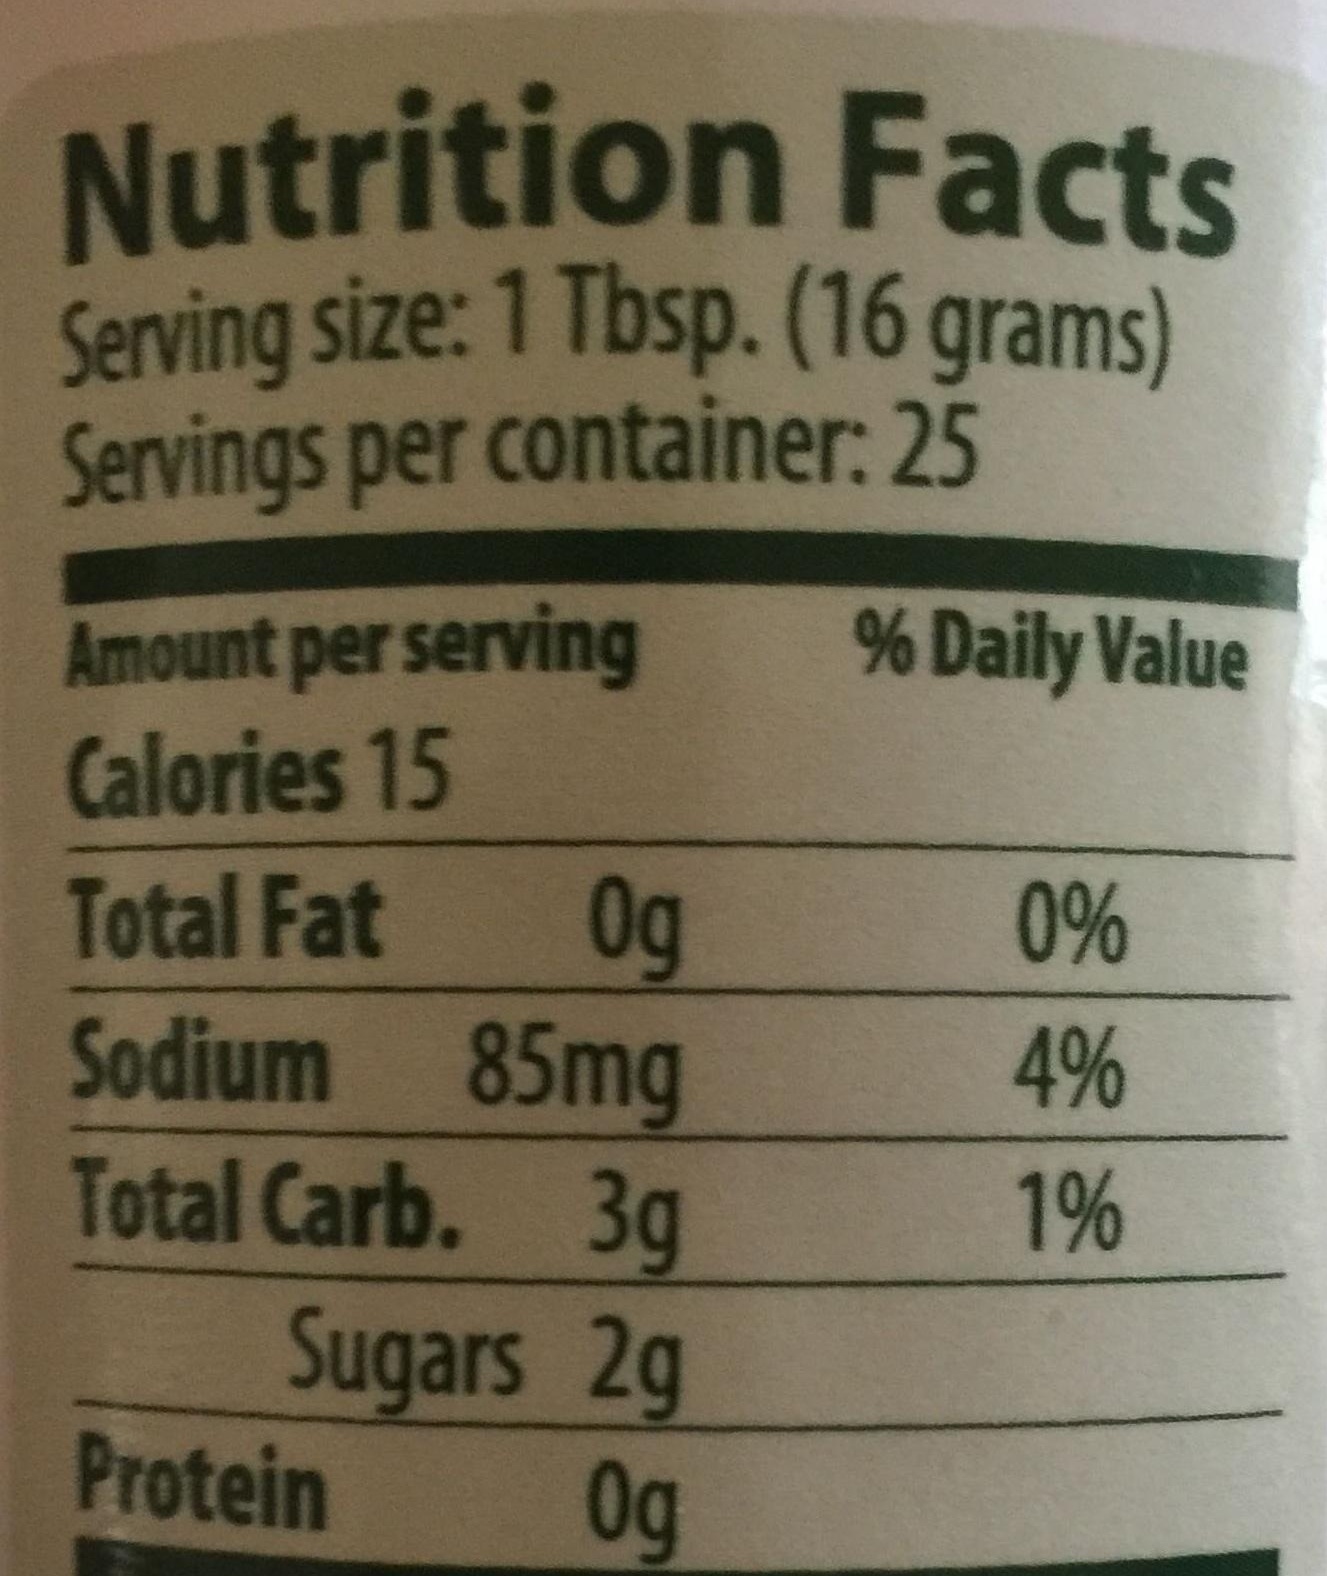 Nutrition Facts
Serving size: 1 Tbsp. (16 grams)
Servings per container: 25
Amount per serving % Daily Value
Calories 15
Total Fat 0g 0%
Sodium 85mg 4%
Total Carb. 3g 1%
Sugars 2g
Protein 0g